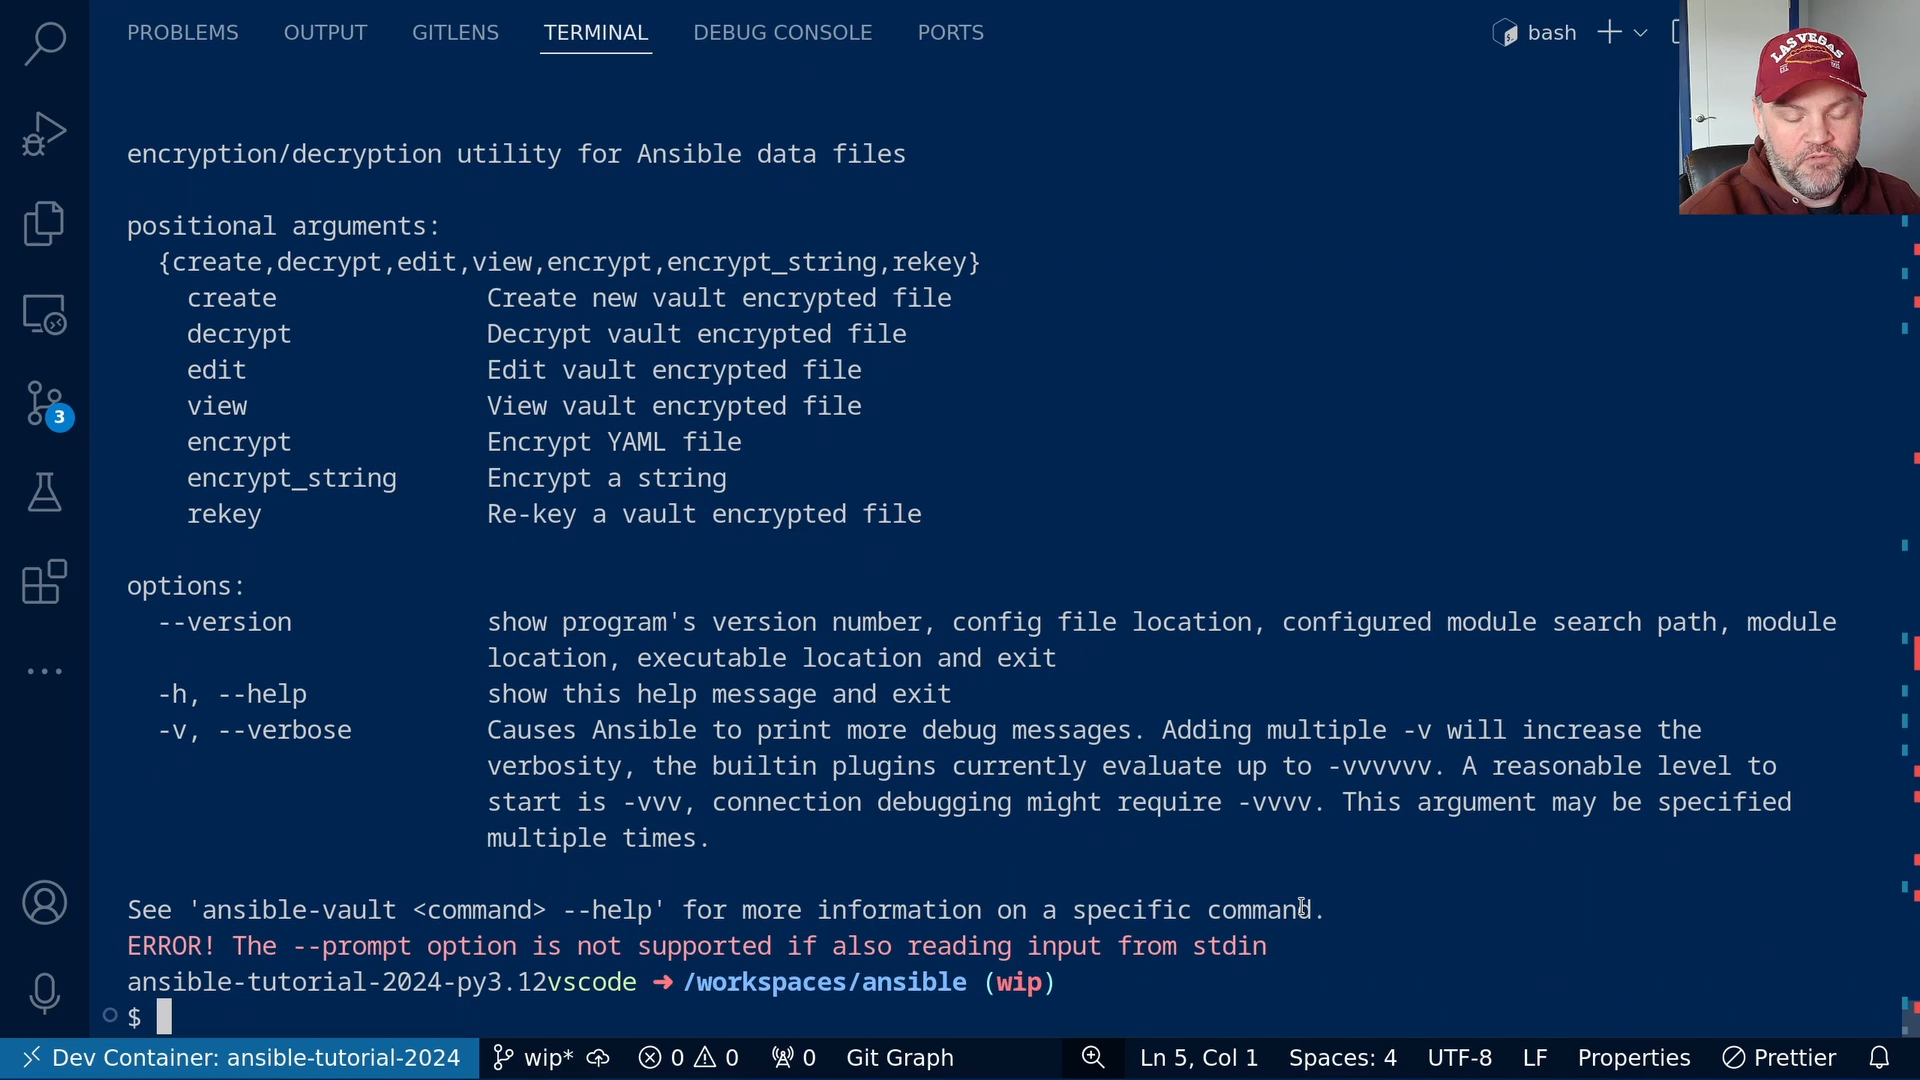 PROBLEMS OUTPUT GITLENS TERMINAL DEBUG CONSOLE PORTS bash
LAS VEGAS
encryption/decryption utility for Ansible data files
positional arguments:
{create,decrypt,edit,view,encrypt,encrypt_string,rekey}
create Create new vault encrypted file
decrypt Decrypt vault encrypted file
edit Edit vault encrypted file
view View vault encrypted file
encrypt Encrypt YAML file
encrypt_string Encrypt a string
rekey Re-key a vault encrypted file
options:
--version show program's version number, config file location, configured module search path, module
location, executable location and exit
-h, --help show this help message and exit
-v, --verbose Causes Ansible to print more debug messages. Adding multiple -v will increase the
verbosity, the builtin plugins currently evaluate up to -vvvvvv. A reasonable level to
start is -vvv, connection debugging might require -vvvv. This argument may be specified
multiple times.
See 'ansible-vault <command> --help' for more information on a specific command.
ERROR! The --prompt option is not supported if also reading input from stdin
ansible-tutorial-2024-py3.12vscode ➜ /workspaces/ansible (wip)
$
3
Dev Container: ansible-tutorial-2024 wip* 0 0 0 Git Graph Ln 5, Col 1 Spaces: 4 UTF-8 LF Properties Prettier